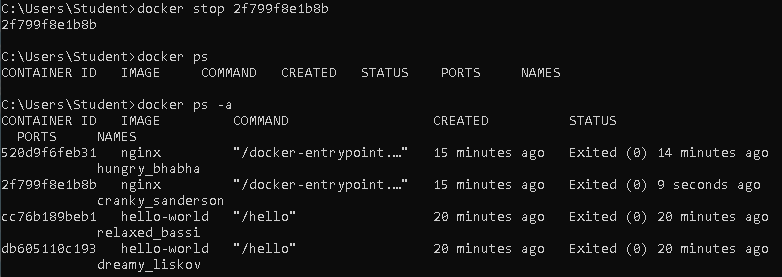 C:\Users\Student>docker stop 2f799f8e1b8b
2f799f8e1b8b
C:\Users\Student>docker ps
CONTAINER ID   IMAGE     COMMAND   CREATED   STATUS    PORTS     NAMES
C:\Users\Student>docker ps -a
CONTAINER ID   IMAGE         COMMAND                  CREATED          STATUS
  PORTS     NAMES
520d9f6feb31   nginx         "/docker-entrypoint.…"   15 minutes ago   Exited (0) 14 minutes ago
            hungry_bhabha
2f799f8e1b8b   nginx         "/docker-entrypoint.…"   15 minutes ago   Exited (0) 9 seconds ago
            cranky_sanderson
cc76b189beb1   hello-world   "/hello"                 20 minutes ago   Exited (0) 20 minutes ago
            relaxed_bassi
db605110c193   hello-world   "/hello"                 20 minutes ago   Exited (0) 20 minutes ago
            dreamy_liskov